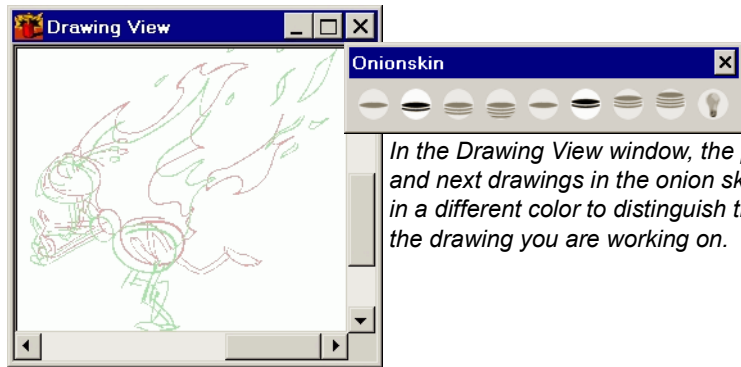 Drawing View
Onionskin
In the Drawing View window, the
and next drawings in the onion
in a different color to distinguish
the drawing you are working on.